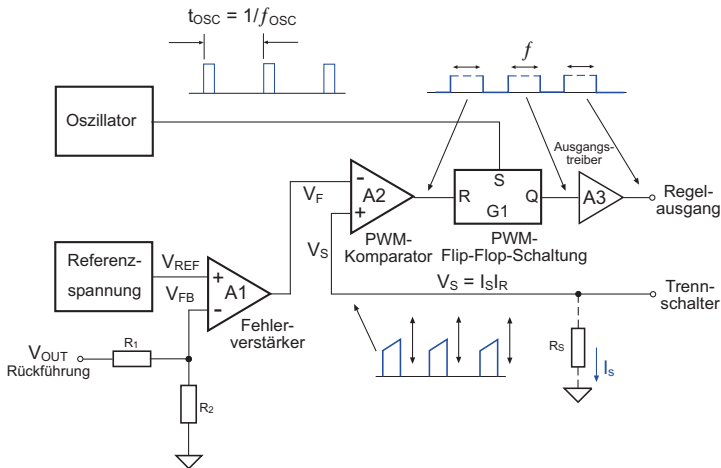 tOSC = 1/fOSC
f
Oszillator
Ausgangs-
treiber
S
R
Q
G1
A2
-
+
A3
Regel-
ausgang
VF
VS
PWM-
Komparator
PWM-
Flip-Flop-Schaltung
Referenz-
spannung
VREF
VFB
+
-
A1
Fehler-
verstärker
VS = ISIR
Trenn-
schalter
VOUT
Rückführung
R1
R2
RS
Is